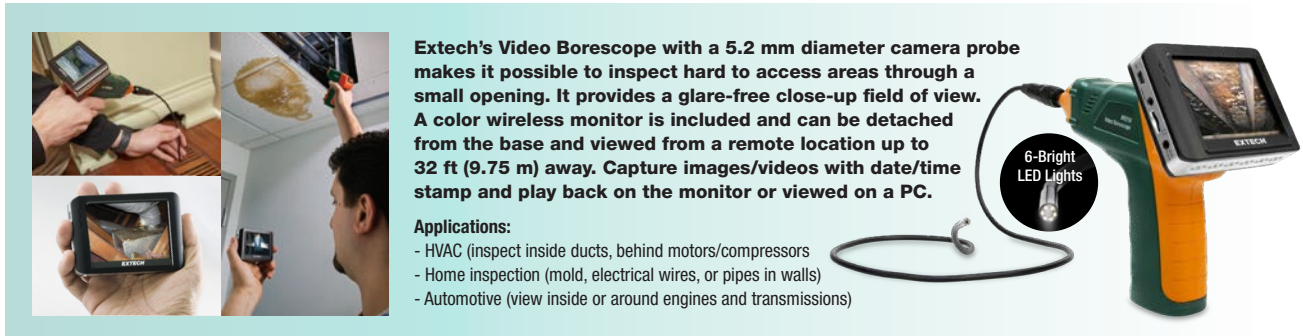 Extech's Video Borescope with a 5.2 mm diameter camera probe
makes it possible to inspect hard to access areas through a
small opening. It provides a glare-free close-up field of view.
A color wireless monitor is included and can be detached
from the base and viewed from a remote location up to
32 ft (9.75 m) away. Capture images/videos with date/time
stamp and play back on the monitor or viewed on a PC.
Applications:
- HVAC (inspect inside ducts, behind motors/compressors
- Home inspection (mold, electrical wires, or pipes in walls)
- Automotive (view inside or around engines and transmissions)
6-Bright
LED Lights
EXTECH
EXTECH